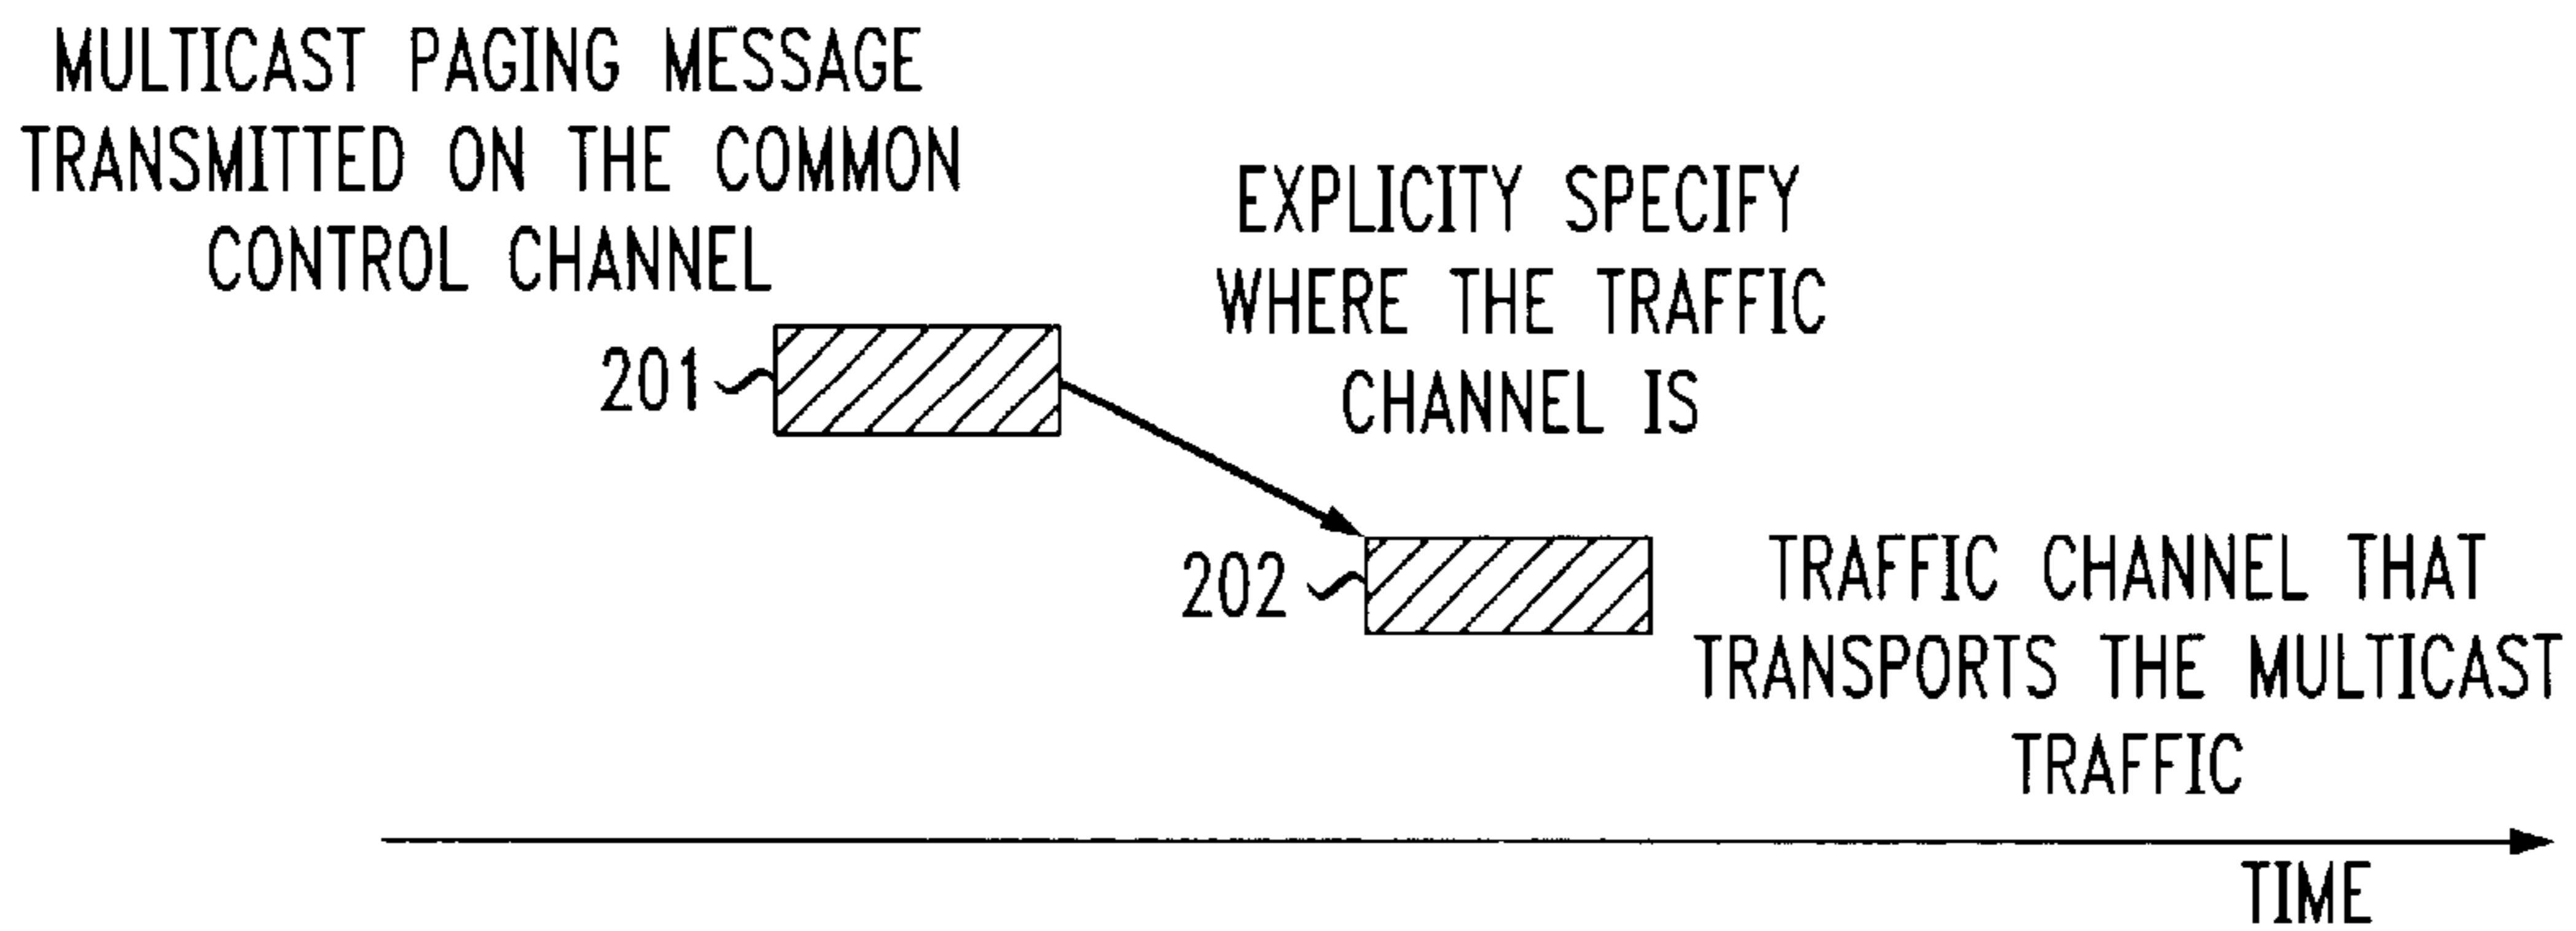 MULTICAST PAGING MESSAGE
TRANSMITTED ON THE COMMON
CONTROL CHANNEL
EXPLICITY SPECIFY
WHERE THE TRAFFIC
CHANNEL IS
201
202
TRAFFIC CHANNEL THAT
TRANSPORTS THE MULTICAST
TRAFFIC
TIME